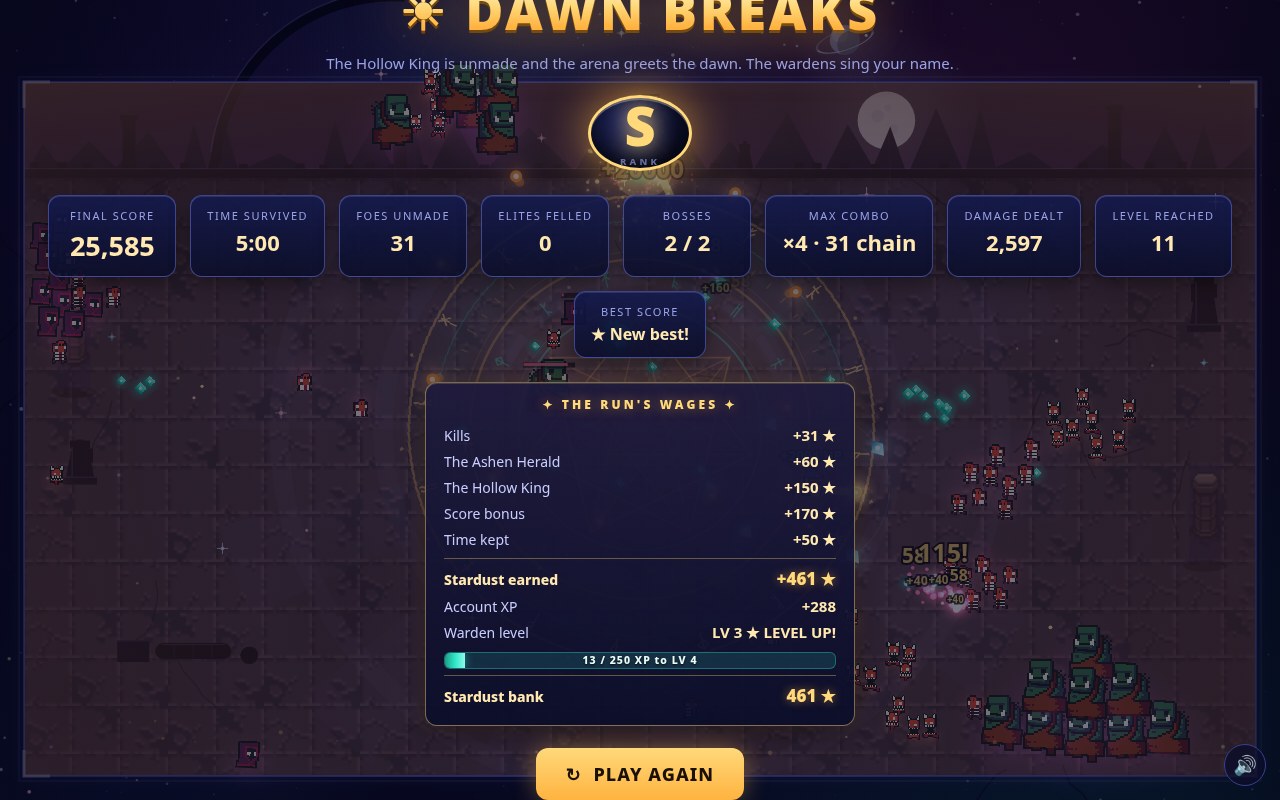 ☀ DAWN BREAKS
The Hollow King is unmade and the arena greets the dawn. The wardens sing your name.
S
RANK
FINAL SCORE
25,585
TIME SURVIVED
5:00
FOES UNMADE
31
ELITES FELLED
0
BOSSES
2 / 2
MAX COMBO
×4 · 31 chain
DAMAGE DEALT
2,597
LEVEL REACHED
11
+160
BEST SCORE
★ New best!
✦ THE RUN'S WAGES ✦
Kills +31 ★
The Ashen Herald +60 ★
The Hollow King +150 ★
Score bonus +170 ★
Time kept +50 ★
Stardust earned +461 ★
Account XP +288
Warden level LV 3 ★ LEVEL UP!
13 / 250 XP to LV 4
Stardust bank 461 ★
115!
+40 +40 58
+40
↻ PLAY AGAIN